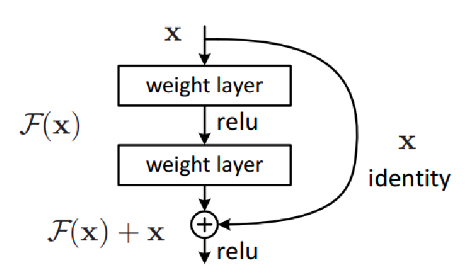 x
weight layer
relu
F(x)
weight layer
x
identity
F(x) + x
+
relu